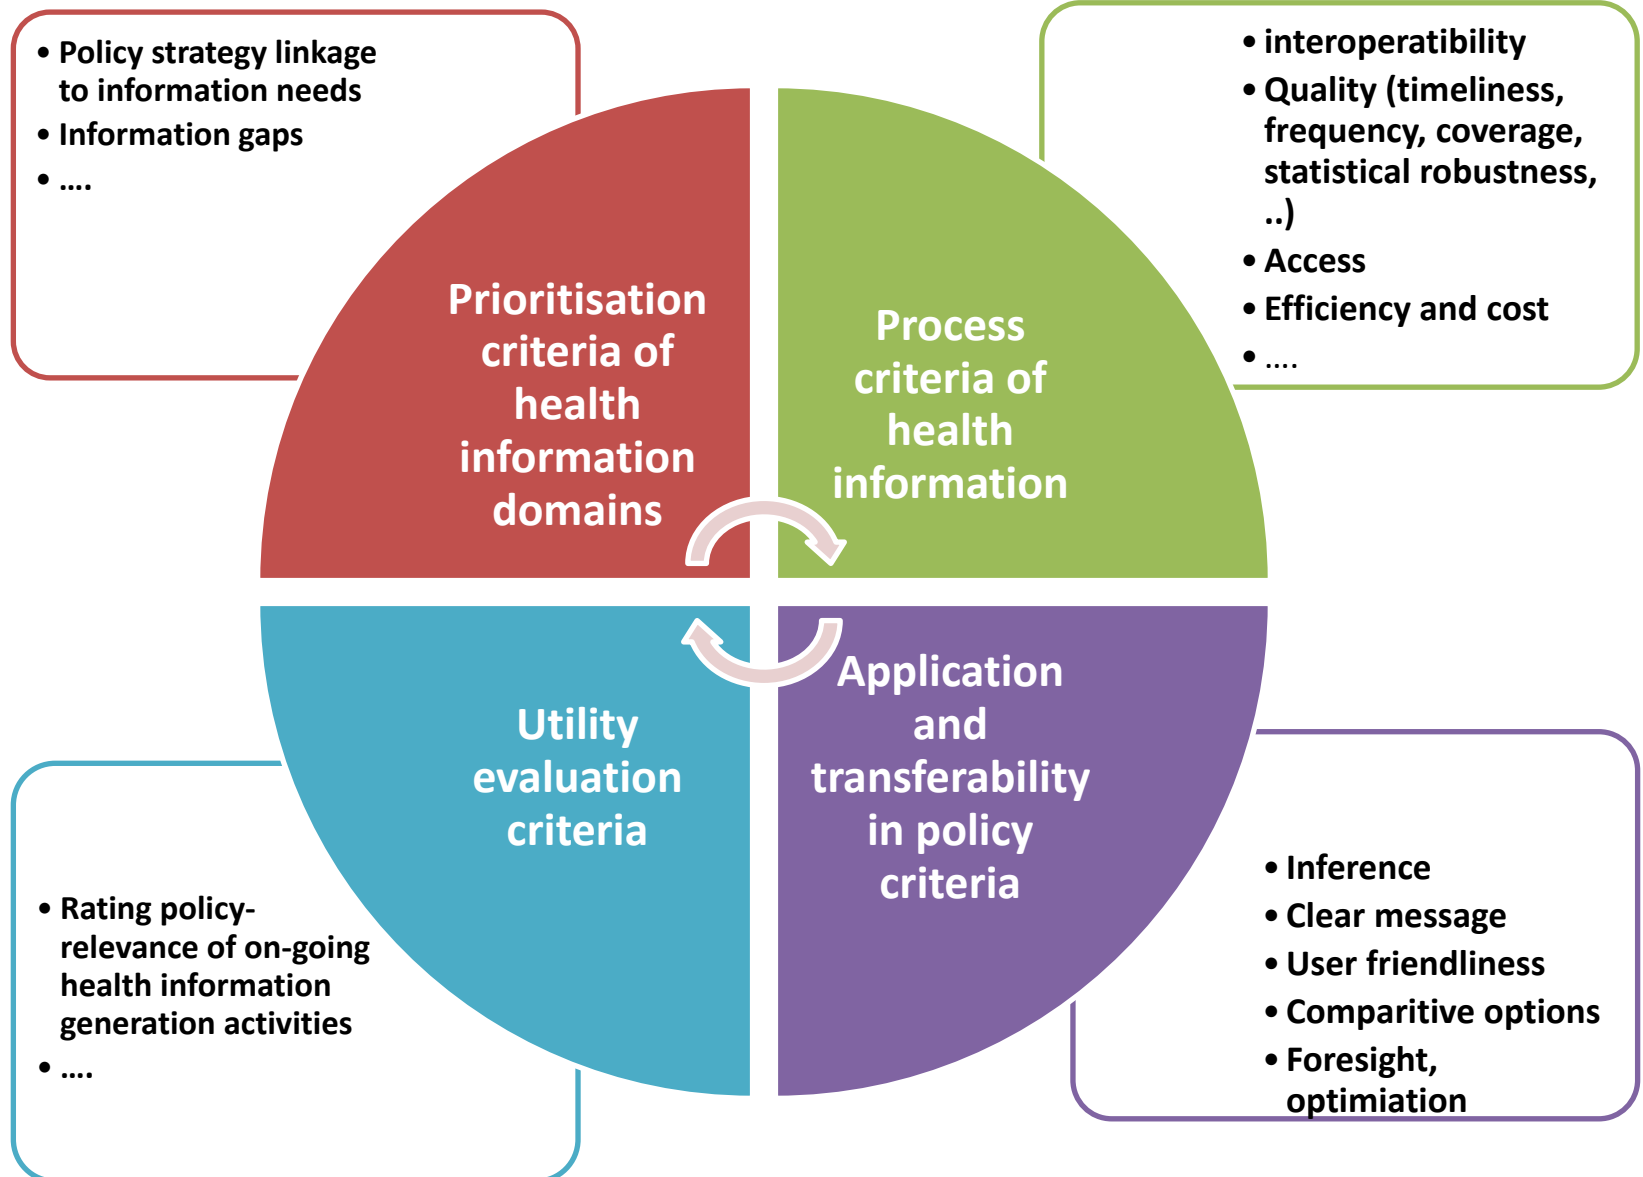 • Policy strategy linkage
to information needs
• Information gaps
• ....
• interoperatibility
• Quality (timeliness,
frequency, coverage,
statistical robustness,
..)
• Access
• Efficiency and cost
• ....
Prioritisation
criteria of
health
information
domains
Process
criteria of
health
information
Utility
evaluation
criteria
Application
and
transferability
in policy
criteria
• Rating policy-
relevance of on-going
health information
generation activities
• ....
• Inference
• Clear message
• User friendliness
• Comparitive options
• Foresight,
optimiation